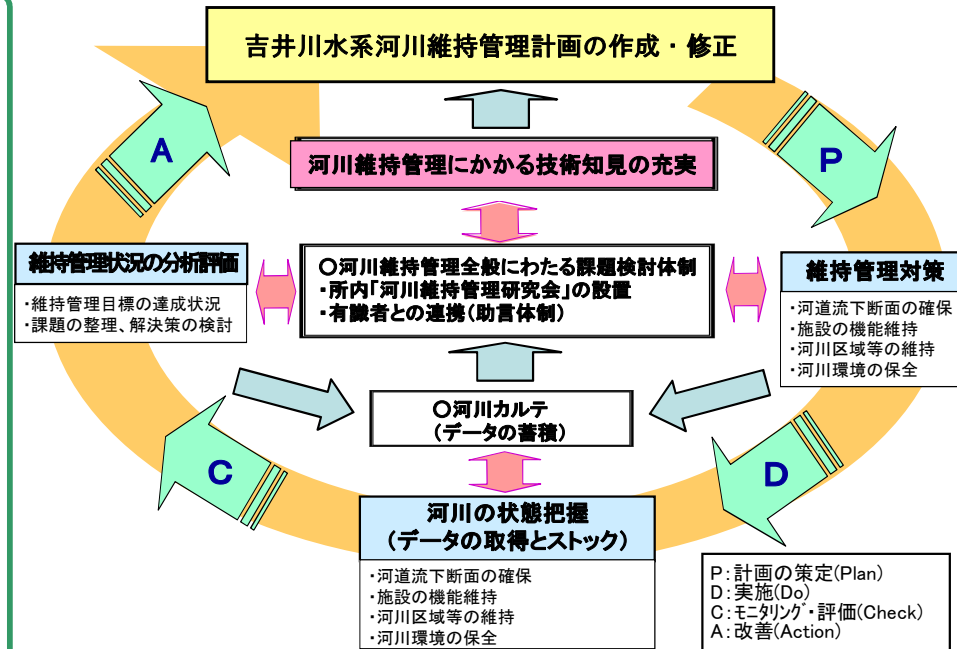 吉井川水系河川維持管理計画の作成・修正
A
P
河川維持管理にかかる技術知見の充実
維持管理状況の分析評価
・維持管理目標の達成状況
・課題の整理、解決策の検討
○河川維持管理全般にわたる課題検討体制
・所内「河川維持管理研究会」の設置
・有識者との連携(助言体制)
維持管理対策
・河道流下断面の確保
・施設の機能維持
・河川区域等の維持
・河川環境の保全
○河川カルテ
(データの蓄積)
C
D
河川の状態把握
(データの取得とストック)
・河道流下断面の確保
・施設の機能維持
・河川区域等の維持
・河川環境の保全
P:計画の策定(Plan)
D:実施(Do)
C:モニタリング・評価(Check)
A:改善(Action)